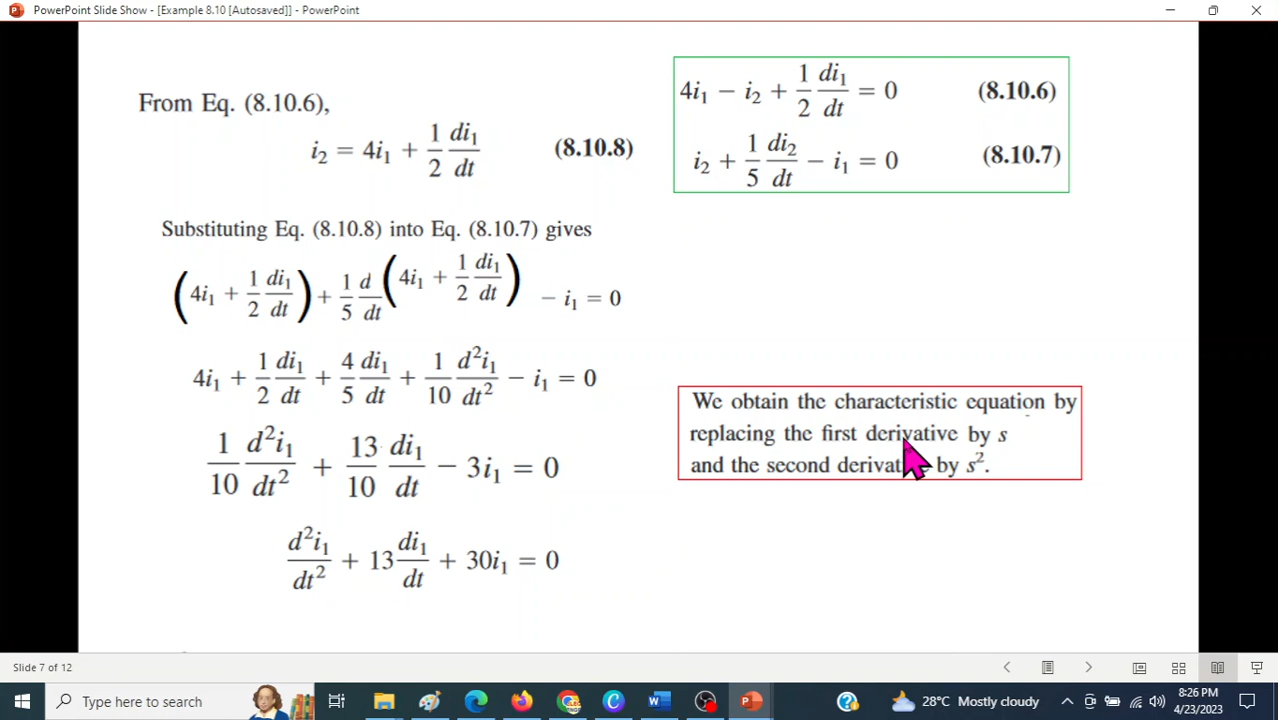 PowerPoint Slide Show - [Example 8.10 [Autosaved]] - PowerPoint
From Eq. (8.10.6),
i₂ = 4i₁ + 1/2 di₁/dt (8.10.8)
4i₁ − i₂ + 1/2 di₁/dt = 0 (8.10.6)
i₂ + 1/5 di₂/dt − i₁ = 0 (8.10.7)
Substituting Eq. (8.10.8) into Eq. (8.10.7) gives
(4i₁ + 1/2 di₁/dt) + 1/5 d/dt (4i₁ + 1/2 di₁/dt) − i₁ = 0
4i₁ + 1/2 di₁/dt + 4/5 di₁/dt + 1/10 d²i₁/dt² − i₁ = 0
1/10 d²i₁/dt² + 13/10 di₁/dt − 3i₁ = 0
d²i₁/dt² + 13 di₁/dt + 30i₁ = 0
We obtain the characteristic equation by
replacing the first derivative by s
and the second derivative by s².
Slide 7 of 12
Type here to search
28°C Mostly cloudy
8:26 PM
4/23/2023